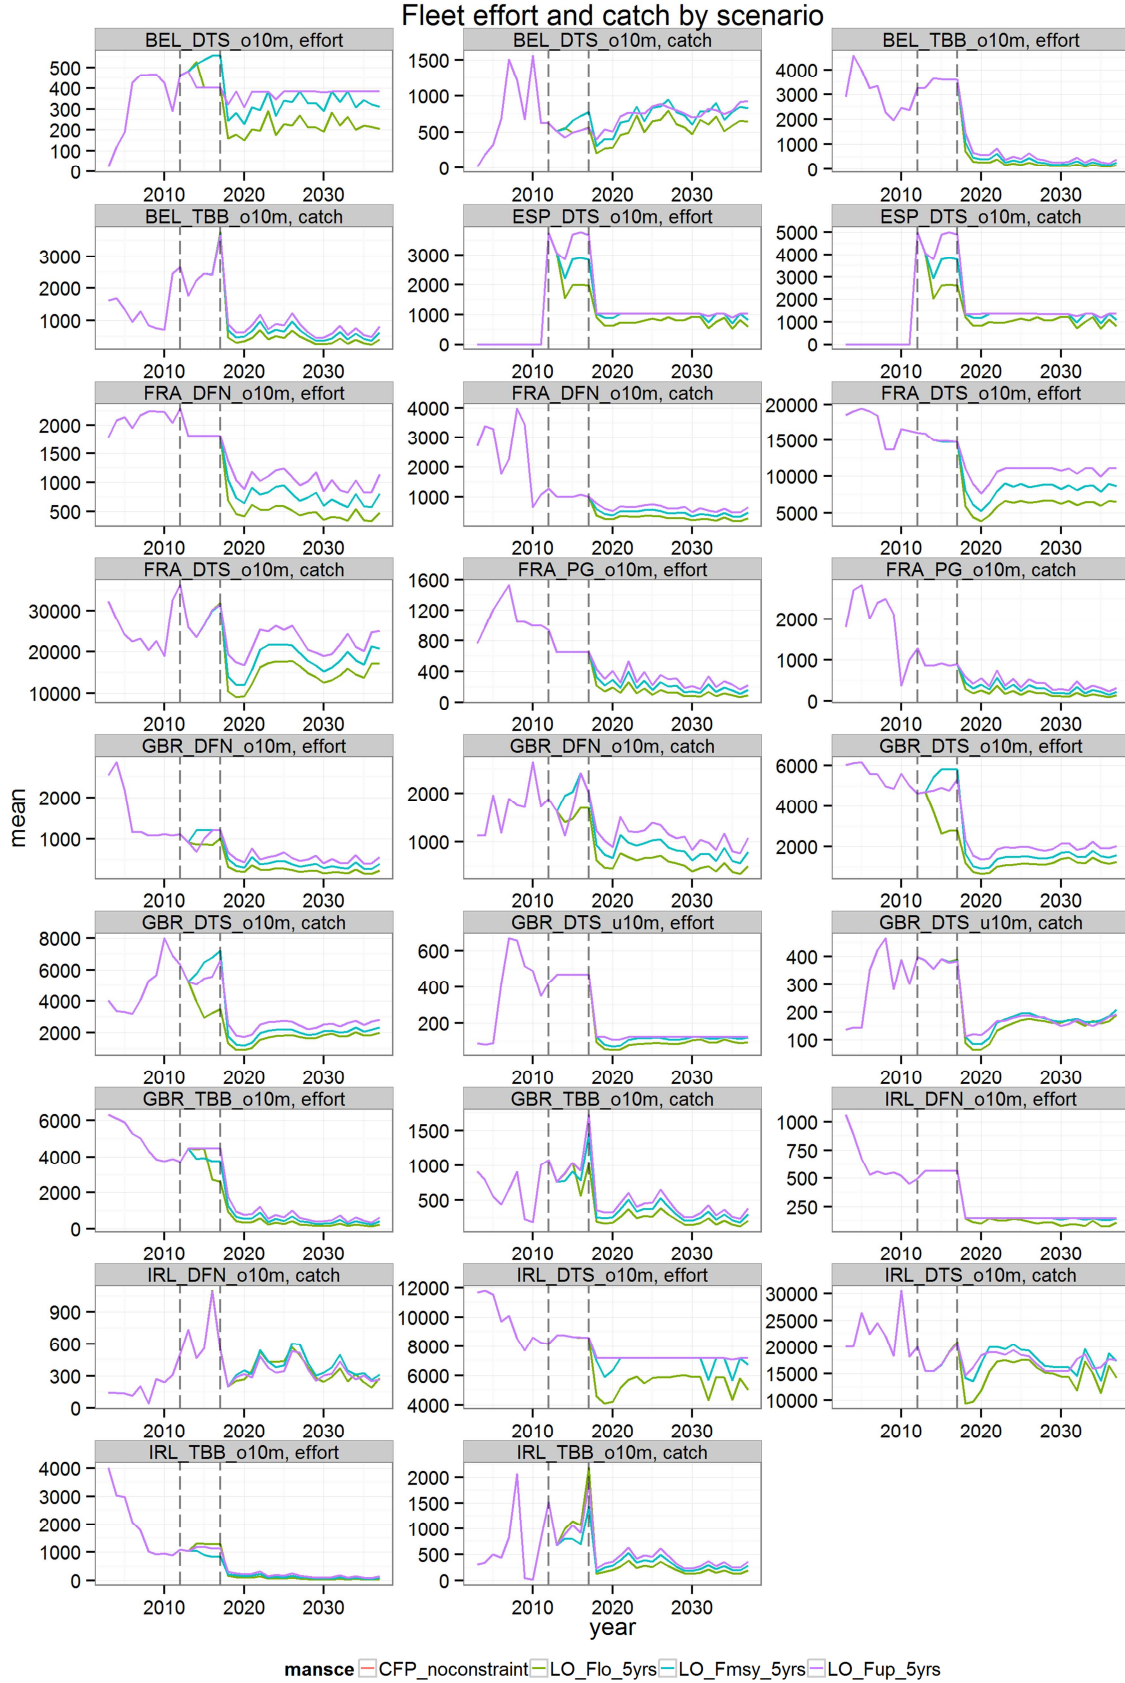 Fleet effort and catch by scenario
BEL_DTS_o10m, effort
BEL_DTS_o10m, catch
BEL_TBB_o10m, effort
500
400
300
200
100
0
1500
1000
500
0
4000
3000
2000
1000
0
2010 2020 2030
2010 2020 2030
2010 2020 2030
BEL_TBB_o10m, catch
ESP_DTS_o10m, effort
ESP_DTS_o10m, catch
3000
2000
1000
3000
2000
1000
0
5000
4000
3000
2000
1000
0
2010 2020 2030
2010 2020 2030
2010 2020 2030
FRA_DFN_o10m, effort
FRA_DFN_o10m, catch
FRA_DTS_o10m, effort
2000
1500
1000
500
4000
3000
2000
1000
20000
15000
10000
5000
2010 2020 2030
2010 2020 2030
2010 2020 2030
FRA_DTS_o10m, catch
FRA_PG_o10m, effort
FRA_PG_o10m, catch
30000
20000
10000
1600
1200
800
400
0
2000
1000
0
2010 2020 2030
2010 2020 2030
2010 2020 2030
GBR_DFN_o10m, effort
GBR_DFN_o10m, catch
GBR_DTS_o10m, effort
2000
1000
2000
1000
6000
4000
2000
2010 2020 2030
2010 2020 2030
2010 2020 2030
mean
GBR_DTS_o10m, catch
GBR_DTS_u10m, effort
GBR_DTS_u10m, catch
8000
6000
4000
2000
600
400
200
400
300
200
100
2010 2020 2030
2010 2020 2030
2010 2020 2030
GBR_TBB_o10m, effort
GBR_TBB_o10m, catch
IRL_DFN_o10m, effort
6000
4000
2000
0
1500
1000
500
1000
750
500
250
2010 2020 2030
2010 2020 2030
2010 2020 2030
IRL_DFN_o10m, catch
IRL_DTS_o10m, effort
IRL_DTS_o10m, catch
900
600
300
0
12000
10000
8000
6000
4000
30000
25000
20000
15000
10000
2010 2020 2030
2010 2020 2030
2010 2020 2030
IRL_TBB_o10m, effort
IRL_TBB_o10m, catch
4000
3000
2000
1000
0
2000
1500
1000
500
0
2010 2020 2030
2010 2020 2030
year
mansce CFP_noconstraint LO_Flo_5yrs LO_Fmsy_5yrs LO_Fup_5yrs